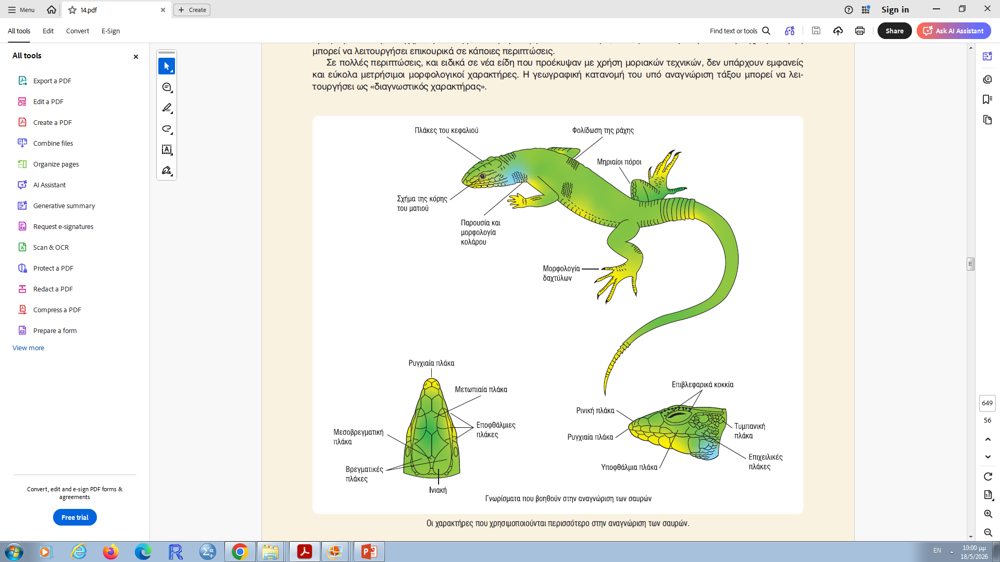 Menu
14.pdf
Create
Sign in
All tools
Edit
Convert
E-Sign
Find text or tools
Share
Ask AI Assistant
All tools
Export a PDF
Edit a PDF
Create a PDF
Combine files
Organize pages
AI Assistant
Generative summary
Request e-signatures
Scan & OCR
Protect a PDF
Redact a PDF
Compress a PDF
Prepare a form
View more
Convert, edit and e-sign PDF forms &
agreements
Free trial
μπορεί να λειτουργήσει επικουρικά σε κάποιες περιπτώσεις.
Σε πολλές περιπτώσεις, και ειδικά σε νέα είδη που προέκυψαν με χρήση μοριακών τεχνικών, δεν υπάρχουν εμφανείς
και εύκολα μετρήσιμοι μορφολογικοί χαρακτήρες. Η γεωγραφική κατανομή του υπό αναγνώριση τάξου μπορεί να λει-
τουργήσει ως «διαγνωστικός χαρακτήρας».
Πλάκες του κεφαλιού
Φολίδωση της ράχης
Μηριαίοι πόροι
Σχήμα της κόρης
του ματιού
Παρουσία και
μορφολογία
κολάρου
Μορφολογία
δαχτύλων
Ρυγχιαία πλάκα
Μετωπιαία πλάκα
Εποφθάλμιες
πλάκες
Μεσοβρεγματική
πλάκα
Βρεγματικές
πλάκες
Ινιακή
Επιβλεφαρικά κοκκία
Ρινική πλάκα
Ρυγχιαία πλάκα
Τυμπανική
πλάκα
Επιχειλικές
πλάκες
Υποφθάλμια πλάκα
Γνωρίσματα που βοηθούν στην αναγνώριση των σαυρών
Οι χαρακτήρες που χρησιμοποιούνται περισσότερο στην αναγνώριση των σαυρών.
649
56
1:1
EN
10:00 μμ
18/5/2026